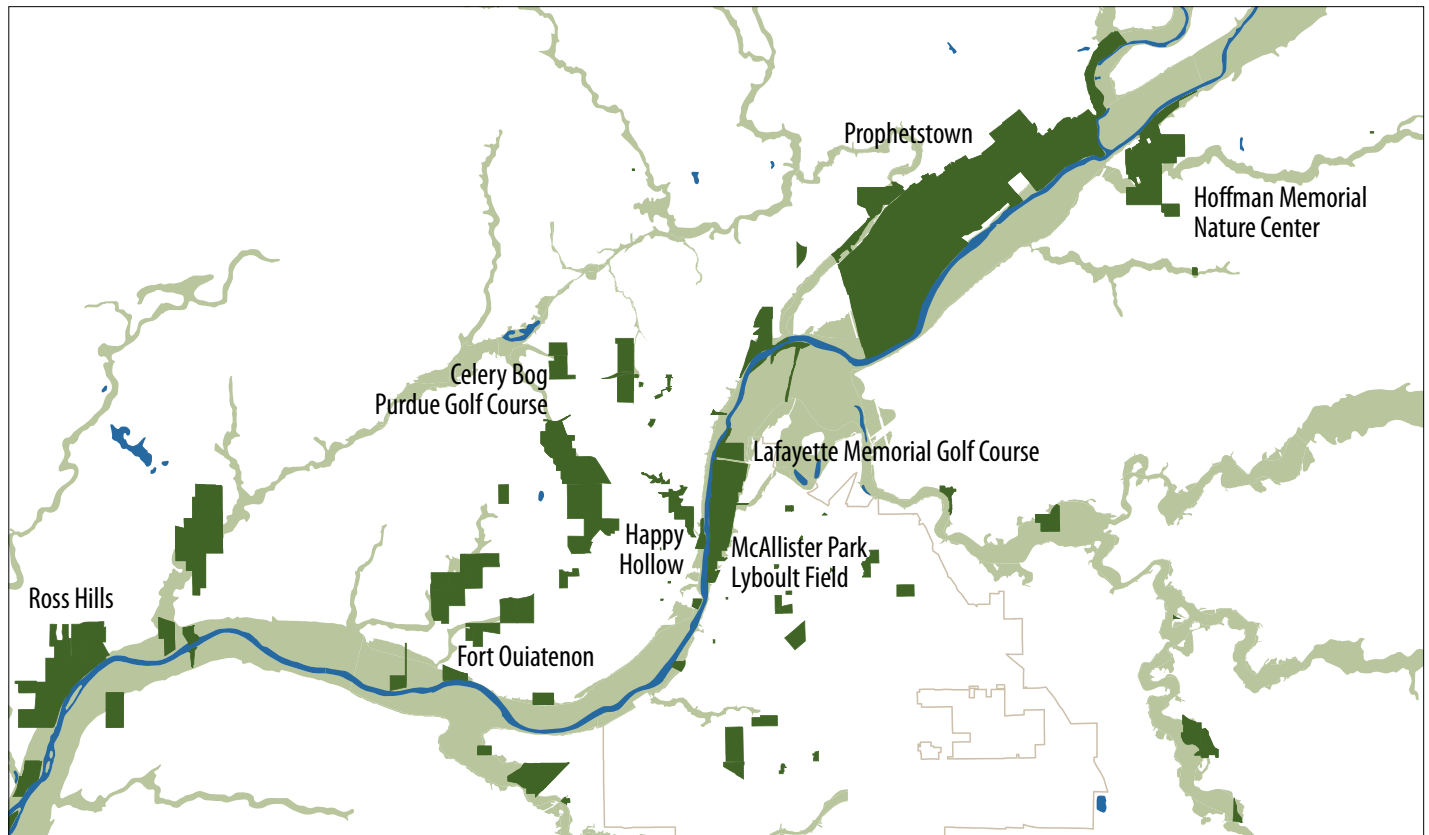 Prophetstown
Hoffman Memorial
Nature Center
Celery Bog
Purdue Golf Course
Lafayette Memorial Golf Course
Happy
Hollow
McAllister Park
Lyboult Field
Ross Hills
Fort Ouiatenon